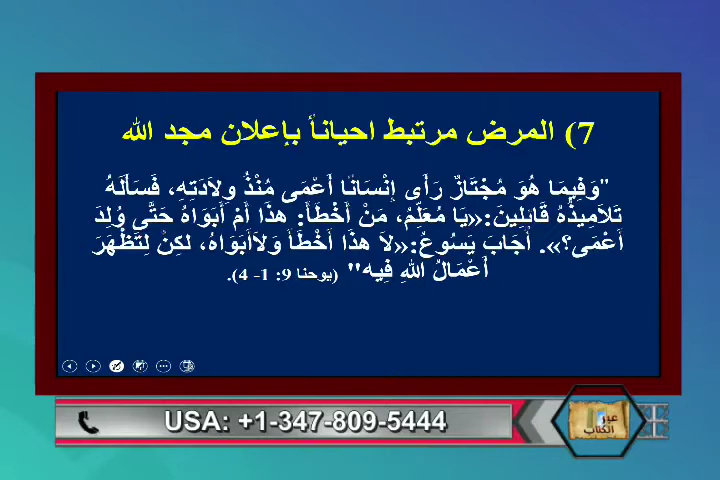 7) المرض مرتبط احياناً بإعلان مجد الله
"وَفِيمَا هُوَ مُجْتَازٌ رَأَى إِنْسَانًا أَعْمَى مُنْذُ وِلاَدَتِهِ، فَسَأَلَهُ
تَلاَمِيذُهُ قَائِلِينَ:«يَا مُعَلِّمُ، مَنْ أَخْطَأَ: هذَا أَمْ أَبَوَاهُ حَتَّى وُلِدَ
أَعْمَى؟». أَجَابَ يَسُوعُ:«لاَ هذَا أَخْطَأَ وَلاَأَبَوَاهُ، لكِنْ لِتَظْهَرَ
أَعْمَالُ اللهِ فِيهِ" (يوحنا 9: 1- 4).
USA: +1-347-809-5444
عبر
الكتاب